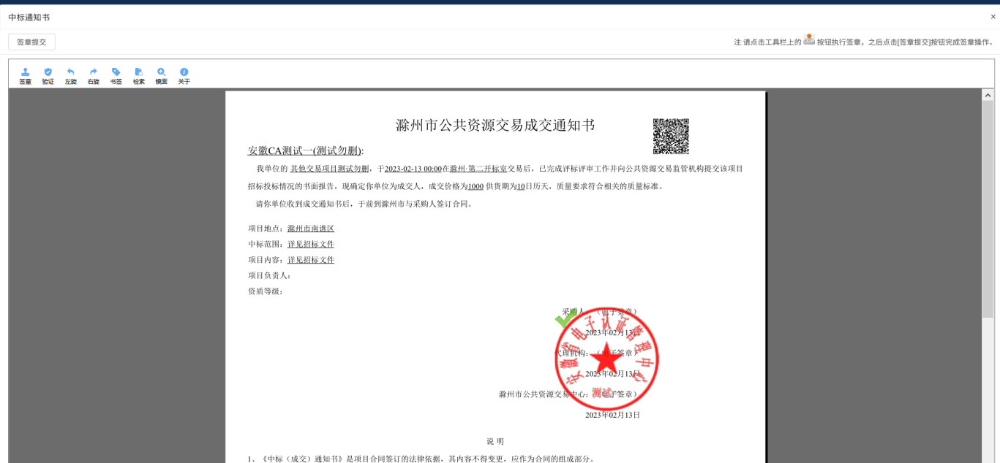 中标通知书
×
签章提交
注:请点击工具栏上的 按钮执行签章，之后点击[签章提交]按钮完成签章操作。
签章 验证 左旋 右旋 书签 检索 镜面 关于
滁州市公共资源交易成交通知书
安徽CA测试一(测试勿删):
我单位的 其他交易项目测试勿删，于2023-02-13 00:00在滁州·第二开标室交易后，已完成评标评审工作并向公共资源交易监管机构提交该项目
招标投标情况的书面报告，现确定你单位为成交人，成交价格为1000 供货期为10日历天，质量要求符合相关的质量标准。
请你单位收到成交通知书后，于前到滁州市与采购人签订合同。
项目地点：滁州市南谯区
中标范围：详见招标文件
项目内容：详见招标文件
项目负责人：
资质等级：
采购人：（电子签章）
2023年02月13日
代理机构：（电子签章）
2023年02月13日
滁州市公共资源交易中心：（电子签章）
2023年02月13日
安徽省电子认证管理中心
测试
说 明
1、《中标（成交）通知书》是项目合同签订的法律依据，其内容不得变更，应作为合同的组成部分。